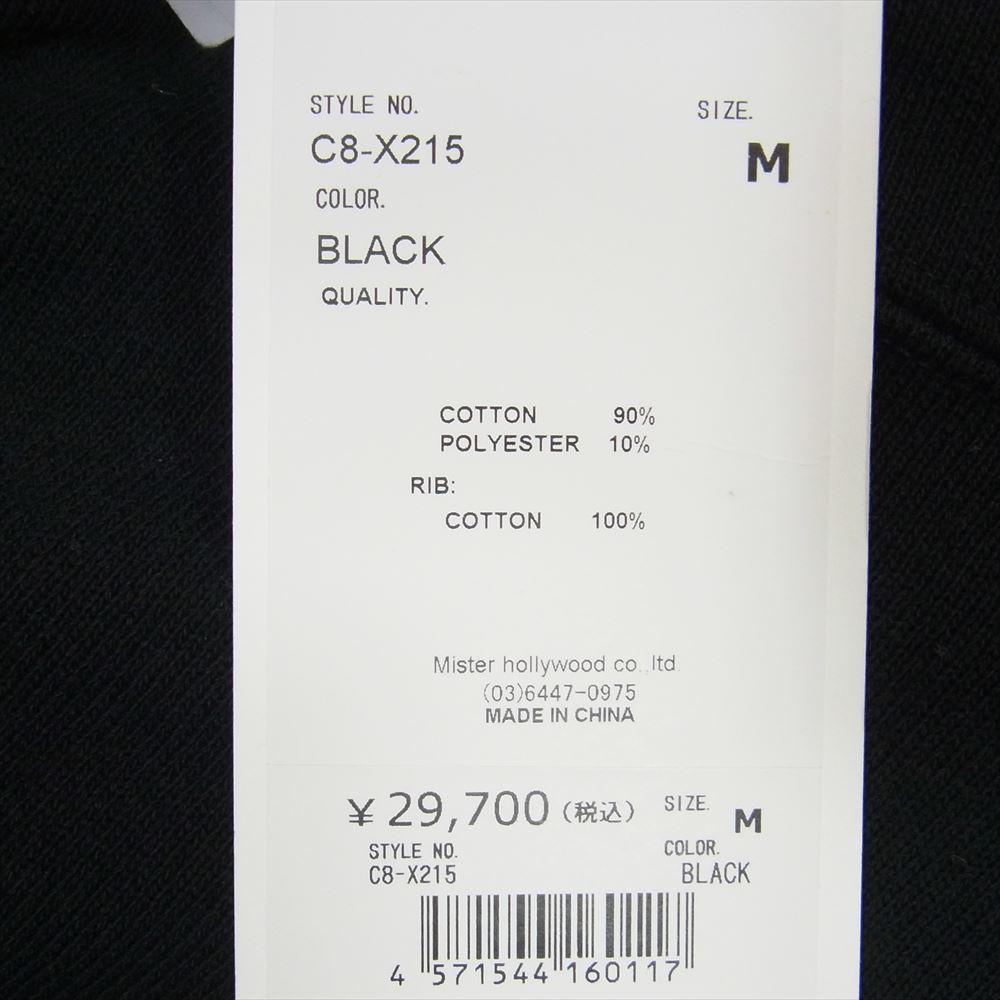 STYLE NO.
SIZE.
C8-X215
M
COLOR.
BLACK
QUALITY.
COTTON 90%
POLYESTER 10%
RIB:
COTTON 100%
Mister hollywood co.,ltd.
(03)6447-0975
MADE IN CHINA
¥ 29,700 (税込) SIZE. M
STYLE NO. COLOR.
C8-X215 BLACK
4 571544 160117